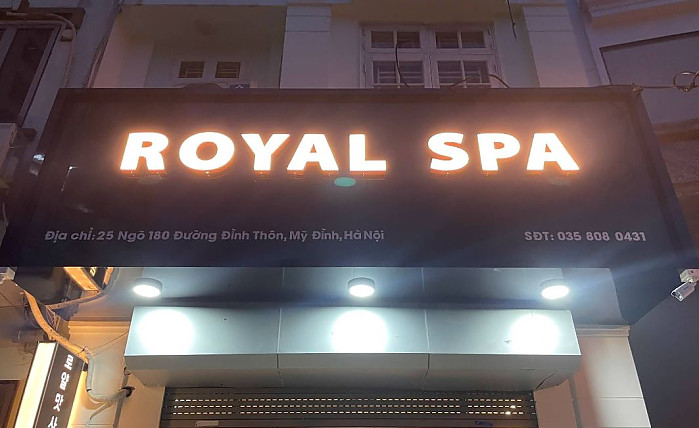 ROYAL SPA
Địa chỉ: 25 Ngõ 180 Đường Đình Thôn, Mỹ Đình, Hà Nội
SĐT: 035 808 0431